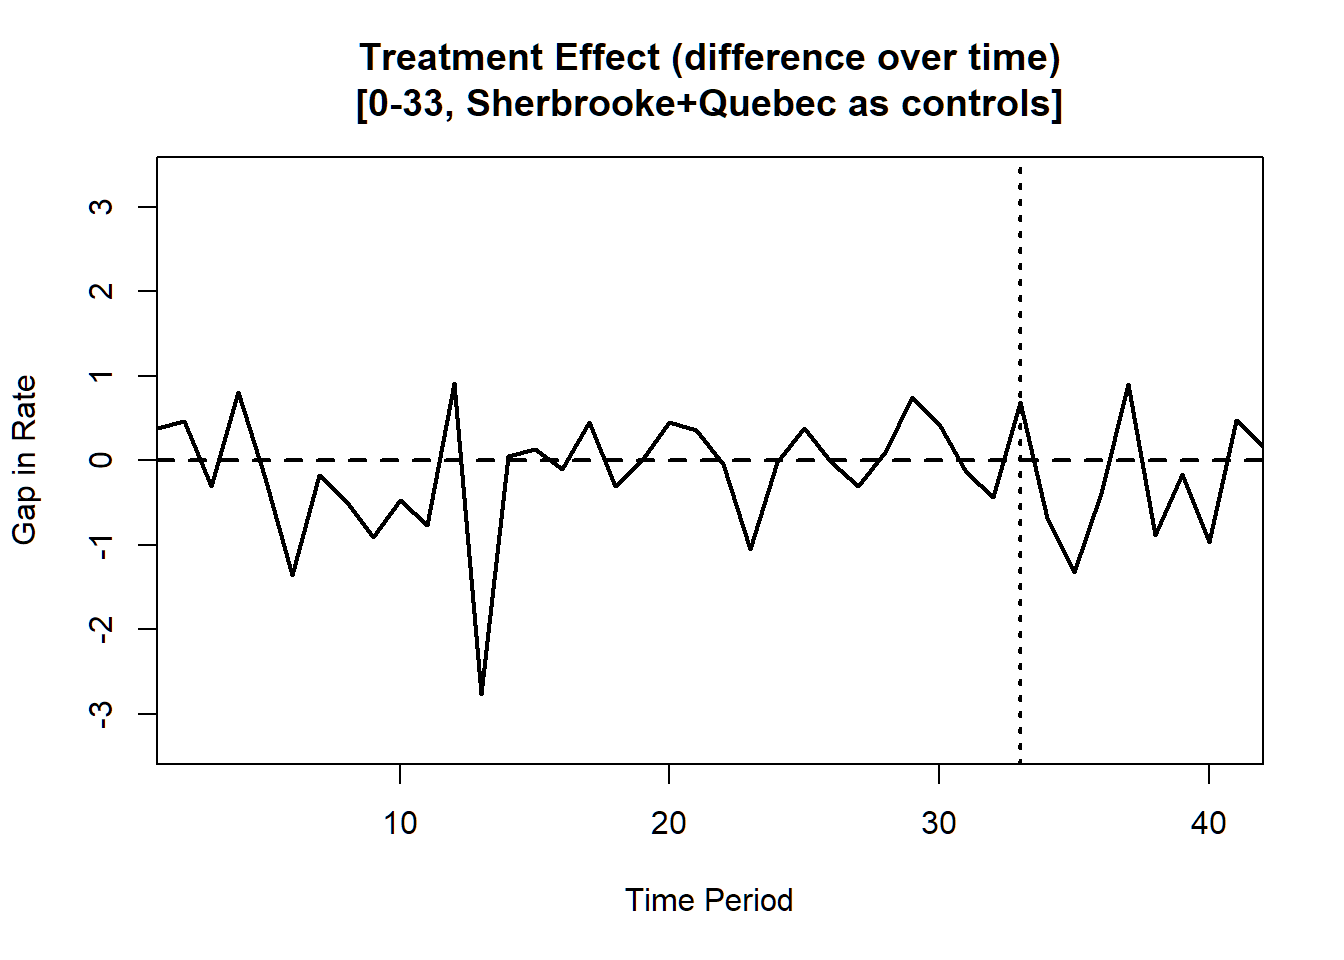 Treatment Effect (difference over time)
[0-33, Sherbrooke+Quebec as controls]
Gap in Rate
3
2
1
0
-1
-2
-3
10 20 30 40
Time Period